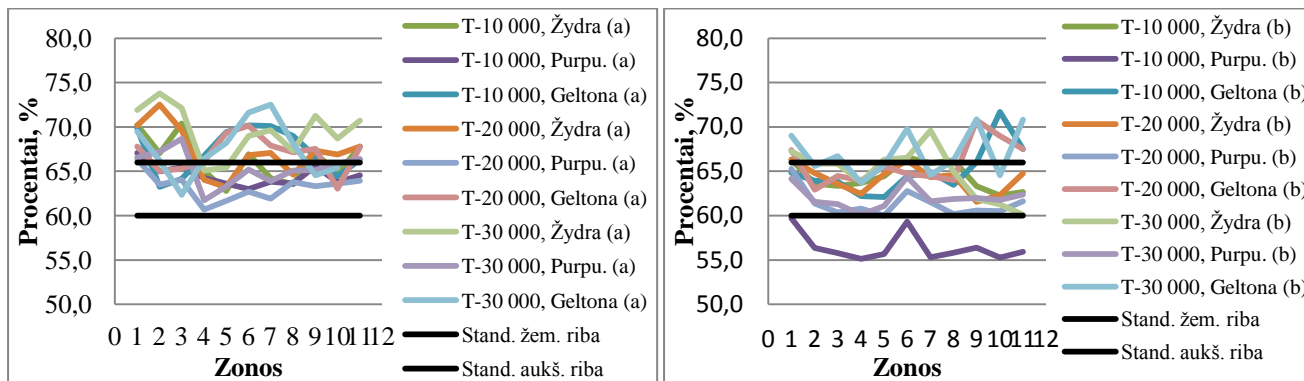 Procentai, %
80,0
75,0
70,0
65,0
60,0
55,0
50,0
0 1 2 3 4 5 6 7 8 9 10 11 12
Zonos
T-10 000, Žydra (a)
T-10 000, Purpu. (a)
T-10 000, Geltona (a)
T-20 000, Žydra (a)
T-20 000, Purpu. (a)
T-20 000, Geltona (a)
T-30 000, Žydra (a)
T-30 000, Purpu. (a)
T-30 000, Geltona (a)
Stand. žem. riba
Stand. aukš. riba
Procentai, %
80,0
75,0
70,0
65,0
60,0
55,0
50,0
0 1 2 3 4 5 6 7 8 9 10 11 12
Zonos
T-10 000, Žydra (b)
T-10 000, Purpu. (b)
T-10 000, Geltona (b)
T-20 000, Žydra (b)
T-20 000, Purpu. (b)
T-20 000, Geltona (b)
T-30 000, Žydra (b)
T-30 000, Purpu. (b)
T-30 000, Geltona (b)
Stand. žem. riba
Stand. aukš. riba